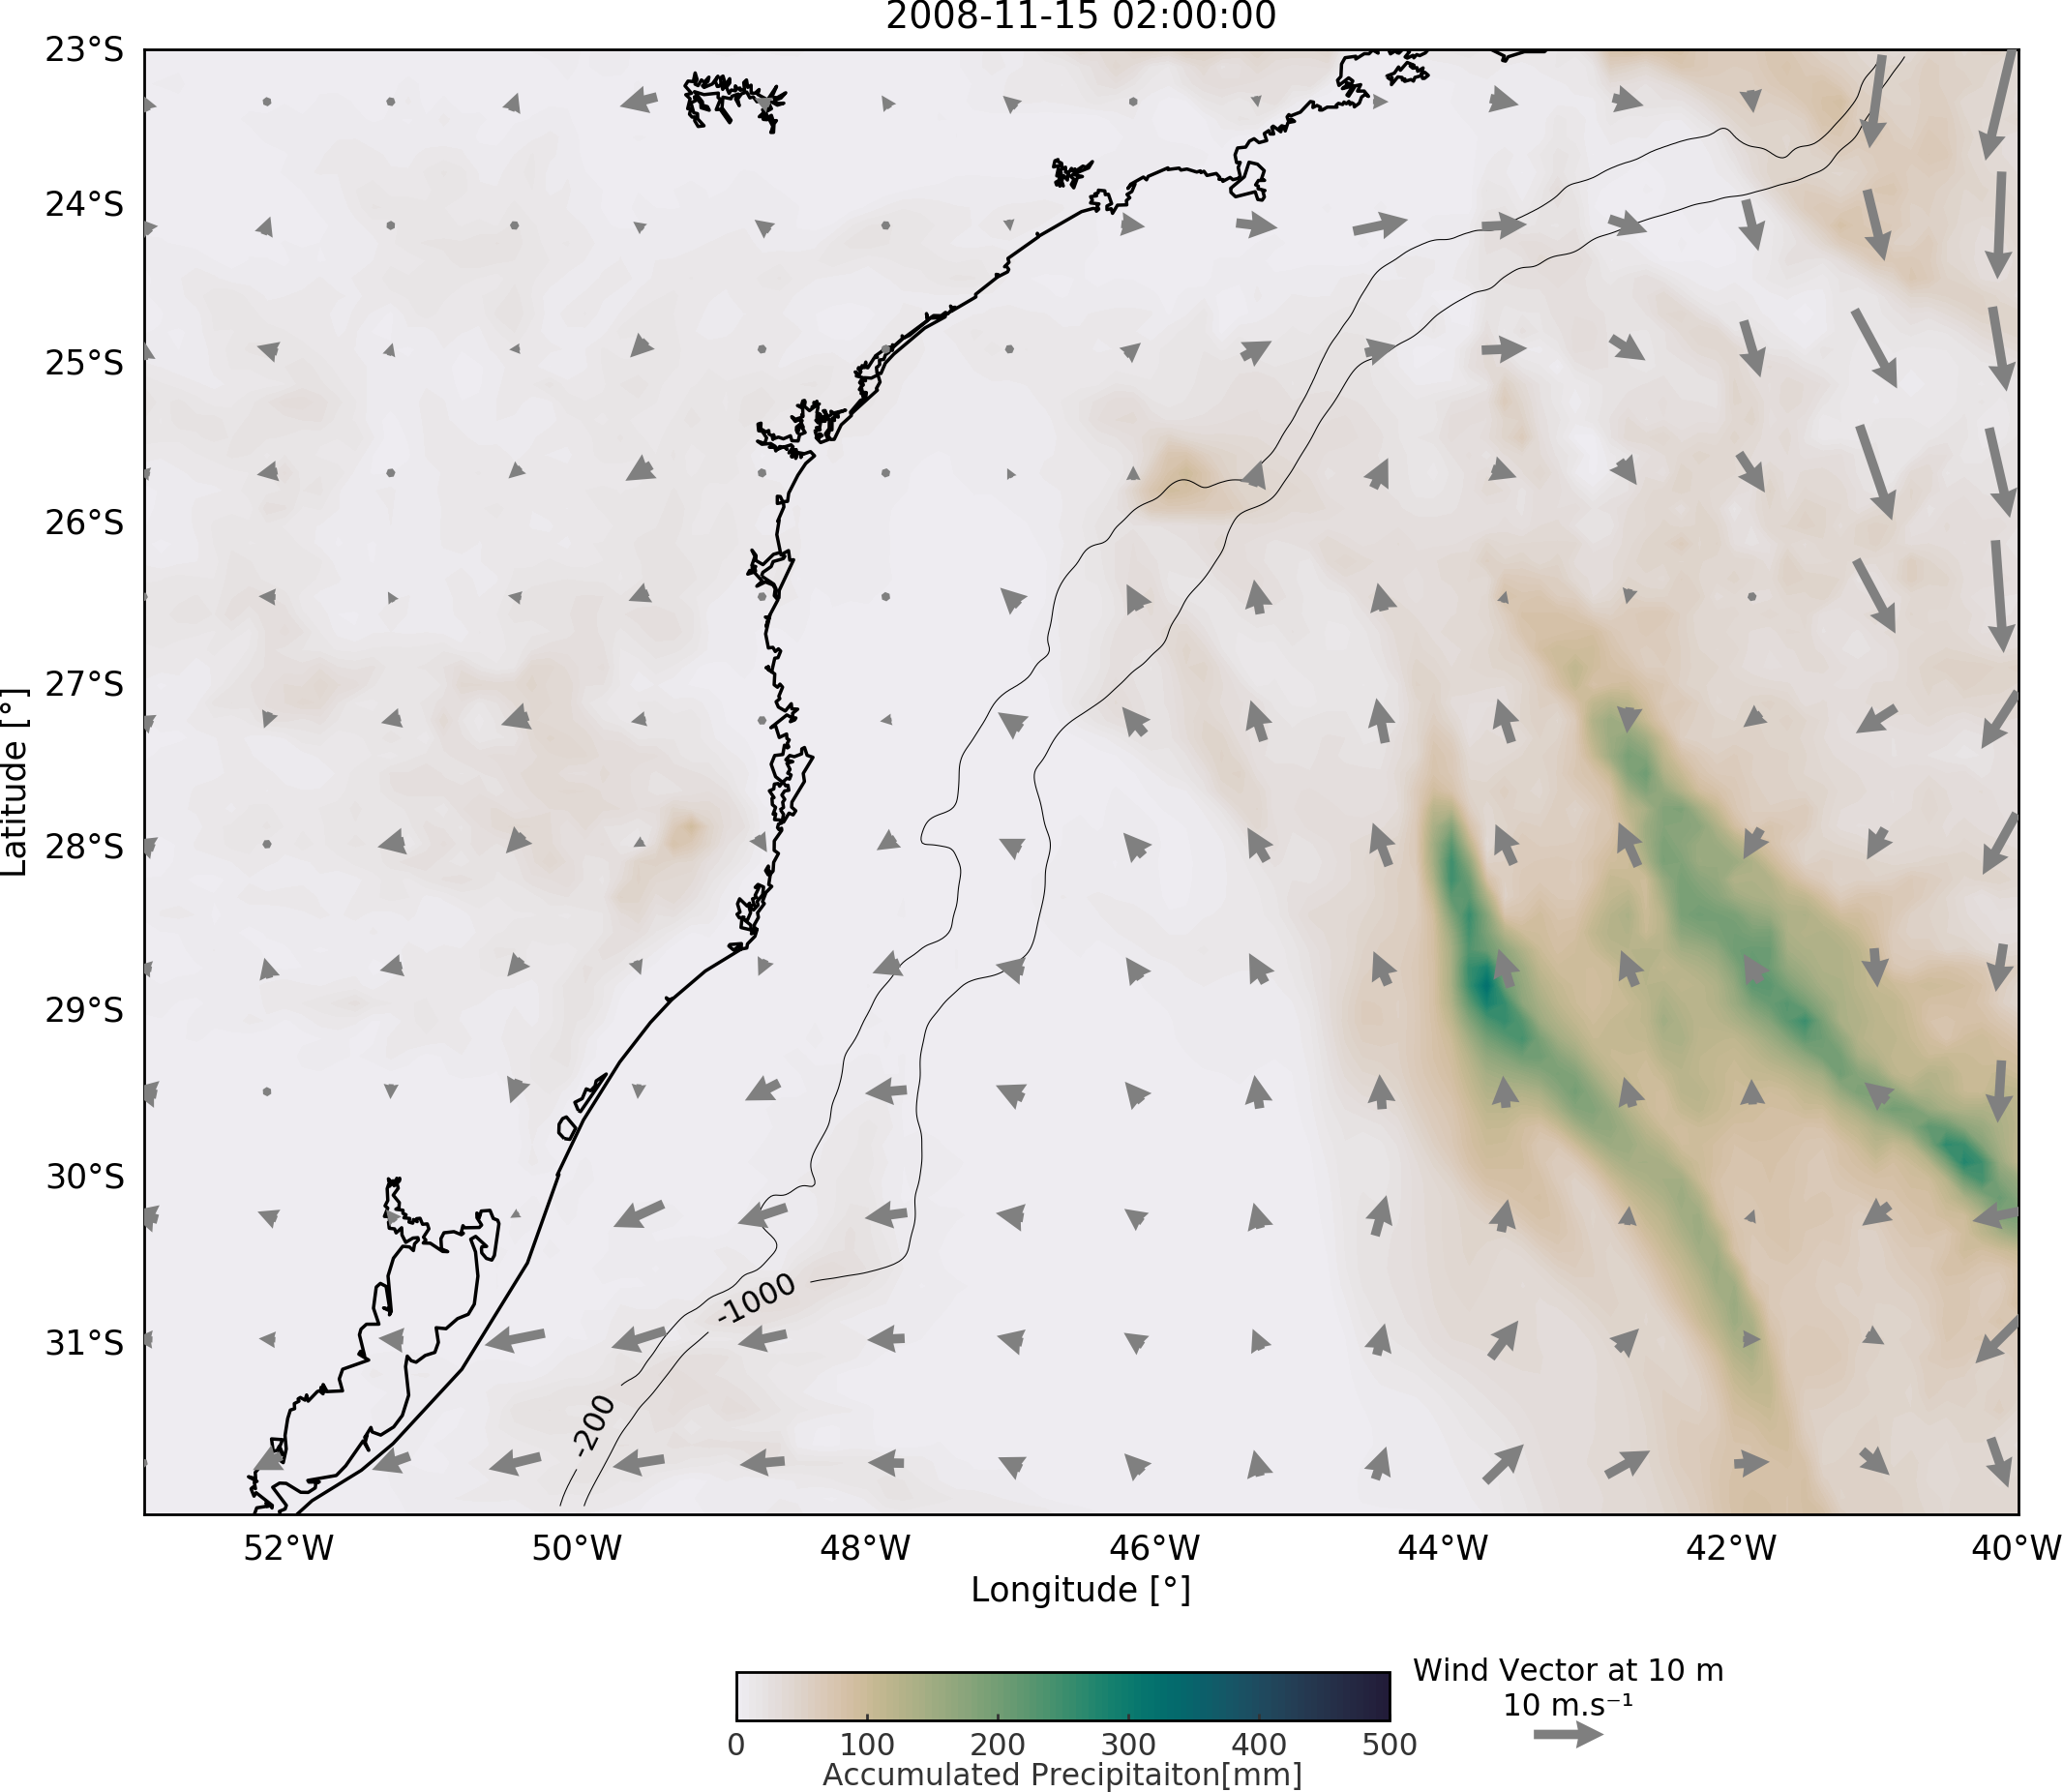 2008-11-15 02:00:00
23°S
24°S
25°S
26°S
27°S
28°S
29°S
30°S
31°S
Latitude [°]
-1000
-200
52°W
50°W
48°W
46°W
44°W
42°W
40°W
Longitude [°]
0
100
200
300
400
500
Accumulated Precipitaiton[mm]
Wind Vector at 10 m
10 m.s⁻¹